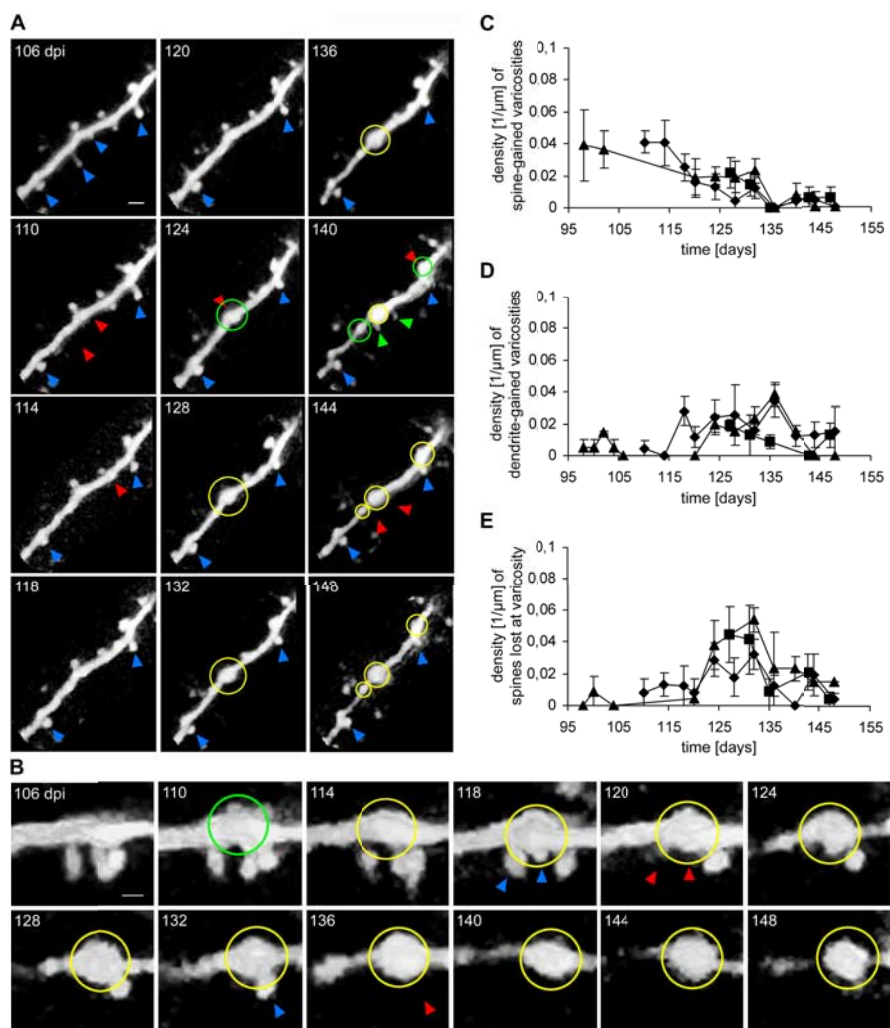 A
106 dpi
120
136
110
124
140
114
128
144
118
132
148
C
density [1/µm] of
spine-gained varicosities
0,1
0.08
0.06
0.04
0.02
0
95 105 115 125 135 145 155
time [days]
D
density [1/µm] of
dendrite-gained varicosities
0,1
0.08
0.06
0.04
0.02
0
95 105 115 125 135 145 155
time [days]
E
density [1/µm] of
spines lost at varicosity
0,1
0,08
0,06
0,04
0,02
0
95 105 115 125 135 145 155
time [days]
B
106 dpi 110 114 118 120 124
128 132 136 140 144 148